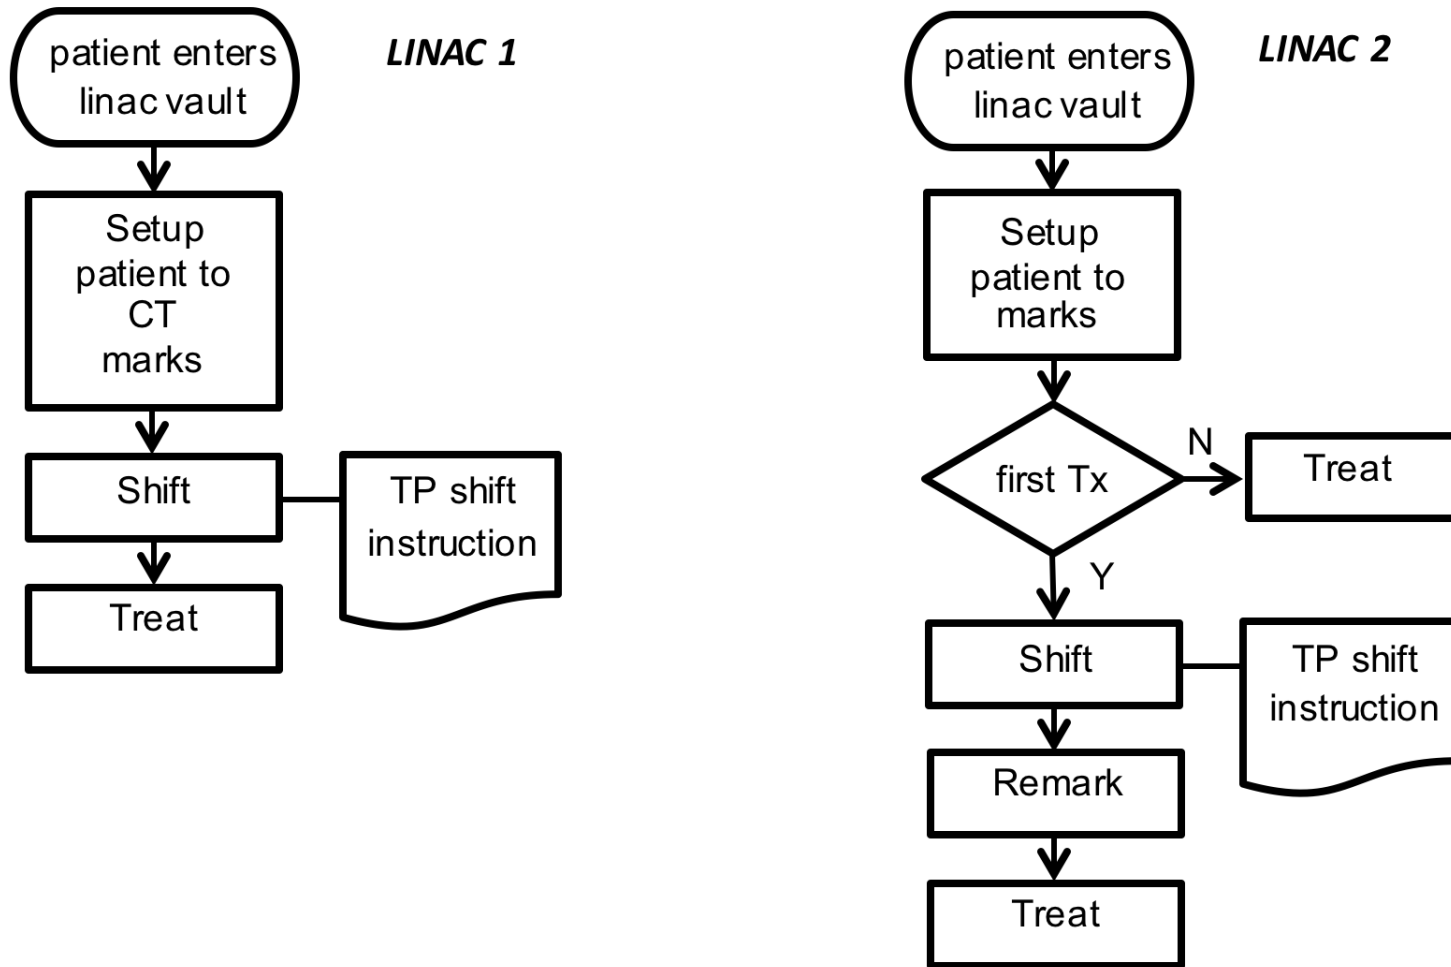 LINAC 1
patient enters
linac vault
Setup
patient to
CT
marks
Shift
TP shift
instruction
Treat
LINAC 2
patient enters
linac vault
Setup
patient to
marks
first Tx
N
Treat
Y
Shift
TP shift
instruction
Remark
Treat